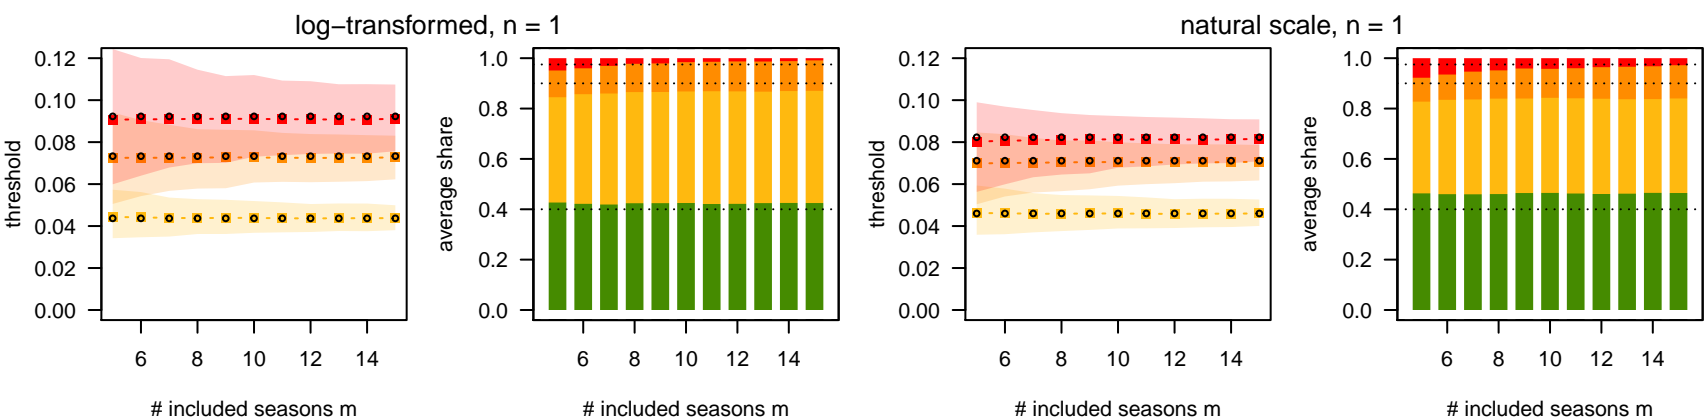 log−transformed, n = 1
natural scale, n = 1
threshold
0.12
0.10
0.08
0.06
0.04
0.02
0.00
6 8 10 12 14
# included seasons m
average share
1.0
0.8
0.6
0.4
0.2
0.0
6 8 10 12 14
# included seasons m
threshold
0.12
0.10
0.08
0.06
0.04
0.02
0.00
6 8 10 12 14
# included seasons m
average share
1.0
0.8
0.6
0.4
0.2
0.0
6 8 10 12 14
# included seasons m